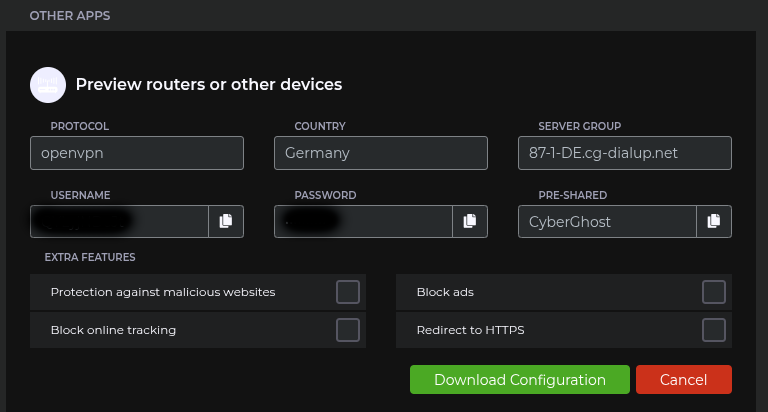 OTHER APPS
Preview routers or other devices
PROTOCOL COUNTRY SERVER GROUP
openvpn Germany 87-1-DE.cg-dialup.net
USERNAME PASSWORD PRE-SHARED
CyberGhost
EXTRA FEATURES
Protection against malicious websites Block ads
Block online tracking Redirect to HTTPS
Download Configuration Cancel